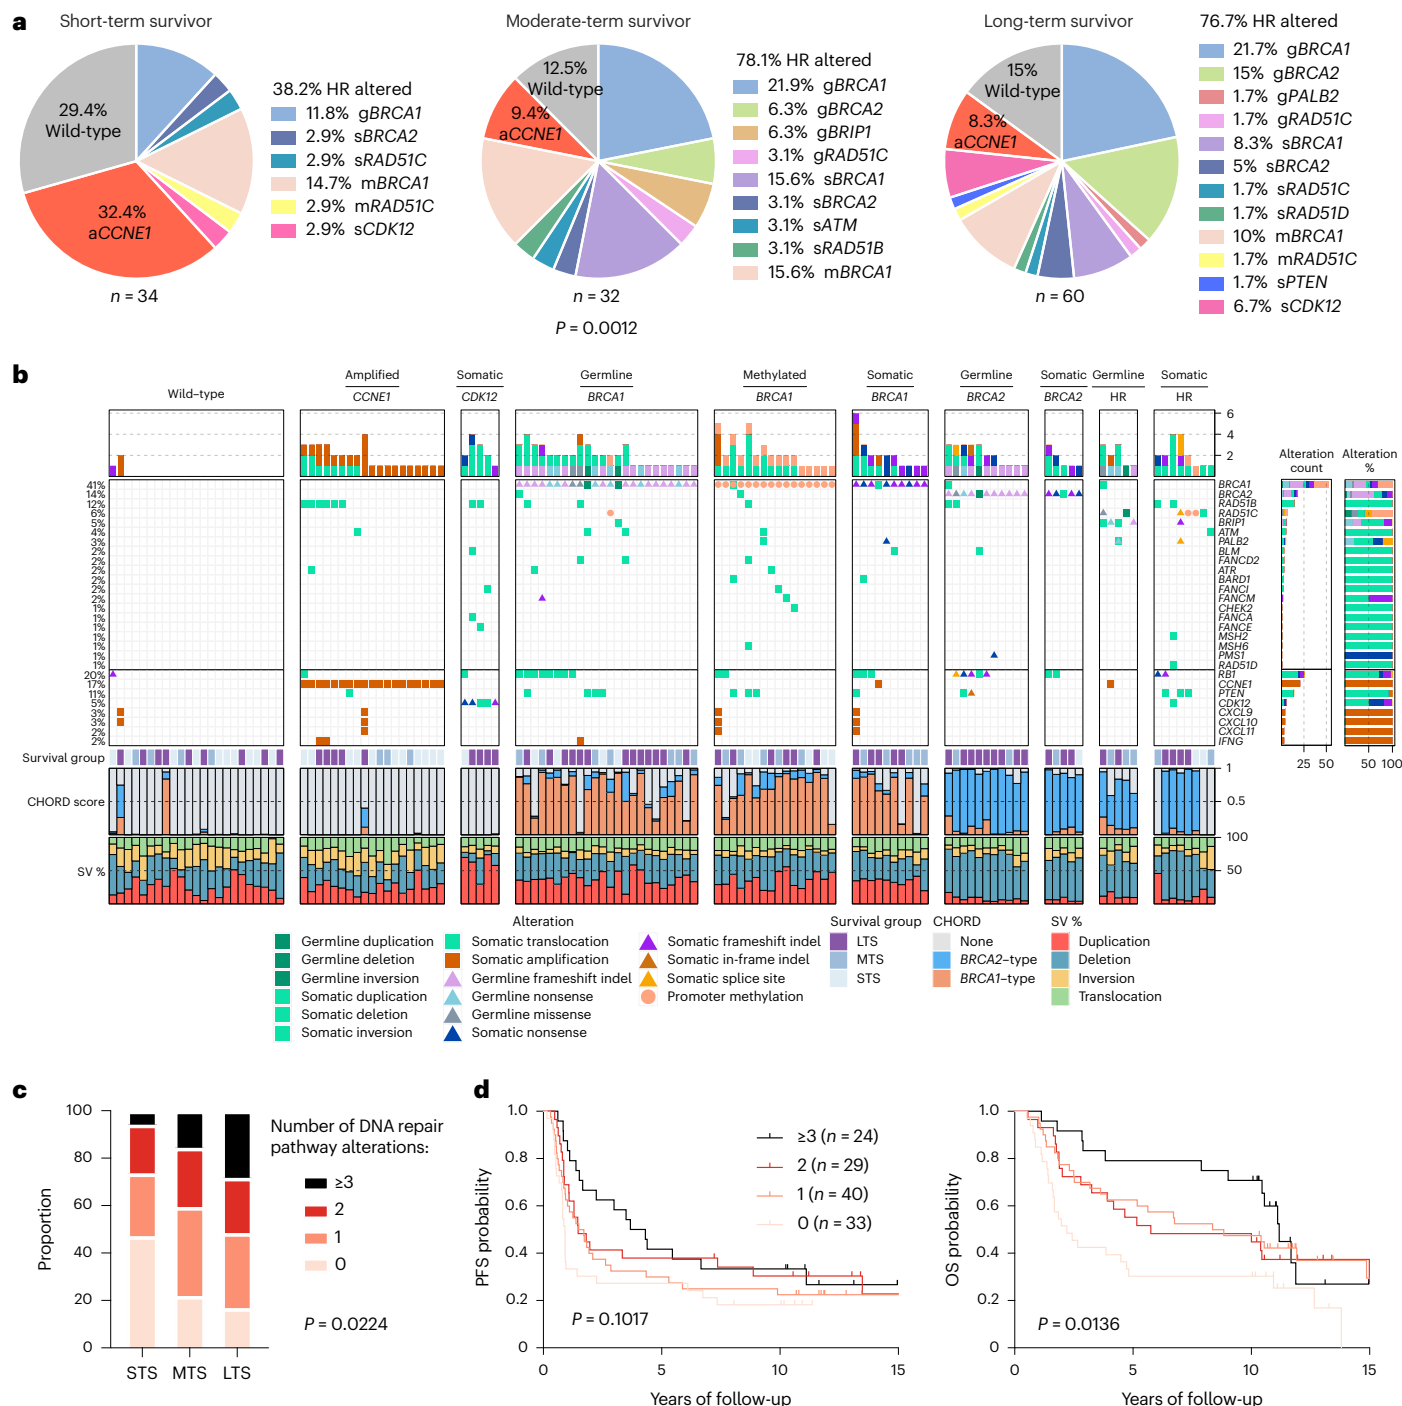 a
Short-term survivor
29.4%
Wild-type
32.4%
aCCNE1
n = 34
38.2% HR altered
11.8% gBRCA1
2.9% sBRCA2
2.9% sRAD51C
14.7% mBRCA1
2.9% mRAD51C
2.9% sCDK12
Moderate-term survivor
12.5%
Wild-type
9.4%
aCCNE1
n = 32
P = 0.0012
78.1% HR altered
21.9% gBRCA1
6.3% gBRCA2
6.3% gBRIP1
3.1% gRAD51C
15.6% sBRCA1
3.1% sBRCA2
3.1% sATM
3.1% sRAD51B
15.6% mBRCA1
Long-term survivor
15%
Wild-type
8.3%
aCCNE1
n = 60
76.7% HR altered
21.7% gBRCA1
15% gBRCA2
1.7% gPALB2
1.7% gRAD51C
8.3% sBRCA1
5% sBRCA2
1.7% sRAD51C
1.7% sRAD51D
10% mBRCA1
1.7% mRAD51C
1.7% sPTEN
6.7% sCDK12
b
Wild-type
Amplified
CCNE1
Somatic
CDK12
Germline
BRCA1
Methylated
BRCA1
Somatic
BRCA1
Germline
BRCA2
Somatic
BRCA2
Germline
HR
Somatic
HR
6
4
2
Alteration
count
Alteration
%
41%
14%
12%
6%
5%
4%
3%
2%
2%
2%
2%
2%
2%
1%
1%
1%
1%
1%
1%
1%
20%
17%
11%
5%
3%
3%
2%
2%
BRCA1
BRCA2
RAD51B
RAD51C
BRIP1
ATM
PALB2
BLM
FANCD2
ATR
BARD1
FANCI
FANCM
CHEK2
FANCA
FANCE
MSH2
MSH6
PMS1
RAD51D
RB1
CCNE1
PTEN
CDK12
CXCL9
CXCL10
CXCL11
IFNG
25 50
50 100
Survival group
CHORD score
1
0.5
SV %
100
50
Alteration
Germline duplication
Germline deletion
Germline inversion
Somatic duplication
Somatic deletion
Somatic inversion
Somatic translocation
Somatic amplification
Germline frameshift indel
Germline nonsense
Germline missense
Somatic nonsense
Somatic frameshift indel
Somatic in-frame indel
Somatic splice site
Promoter methylation
Survival group
LTS
MTS
STS
CHORD
None
BRCA2-type
BRCA1-type
SV %
Duplication
Deletion
Inversion
Translocation
c
Proportion
100
80
60
40
20
0
STS MTS LTS
Number of DNA repair
pathway alterations:
≥3
2
1
0
P = 0.0224
d
PFS probability
1.0
0.8
0.6
0.4
0.2
0
0 5 10 15
Years of follow-up
≥3 (n = 24)
2 (n = 29)
1 (n = 40)
0 (n = 33)
P = 0.1017
OS probability
1.0
0.8
0.6
0.4
0.2
0
0 5 10 15
Years of follow-up
P = 0.0136